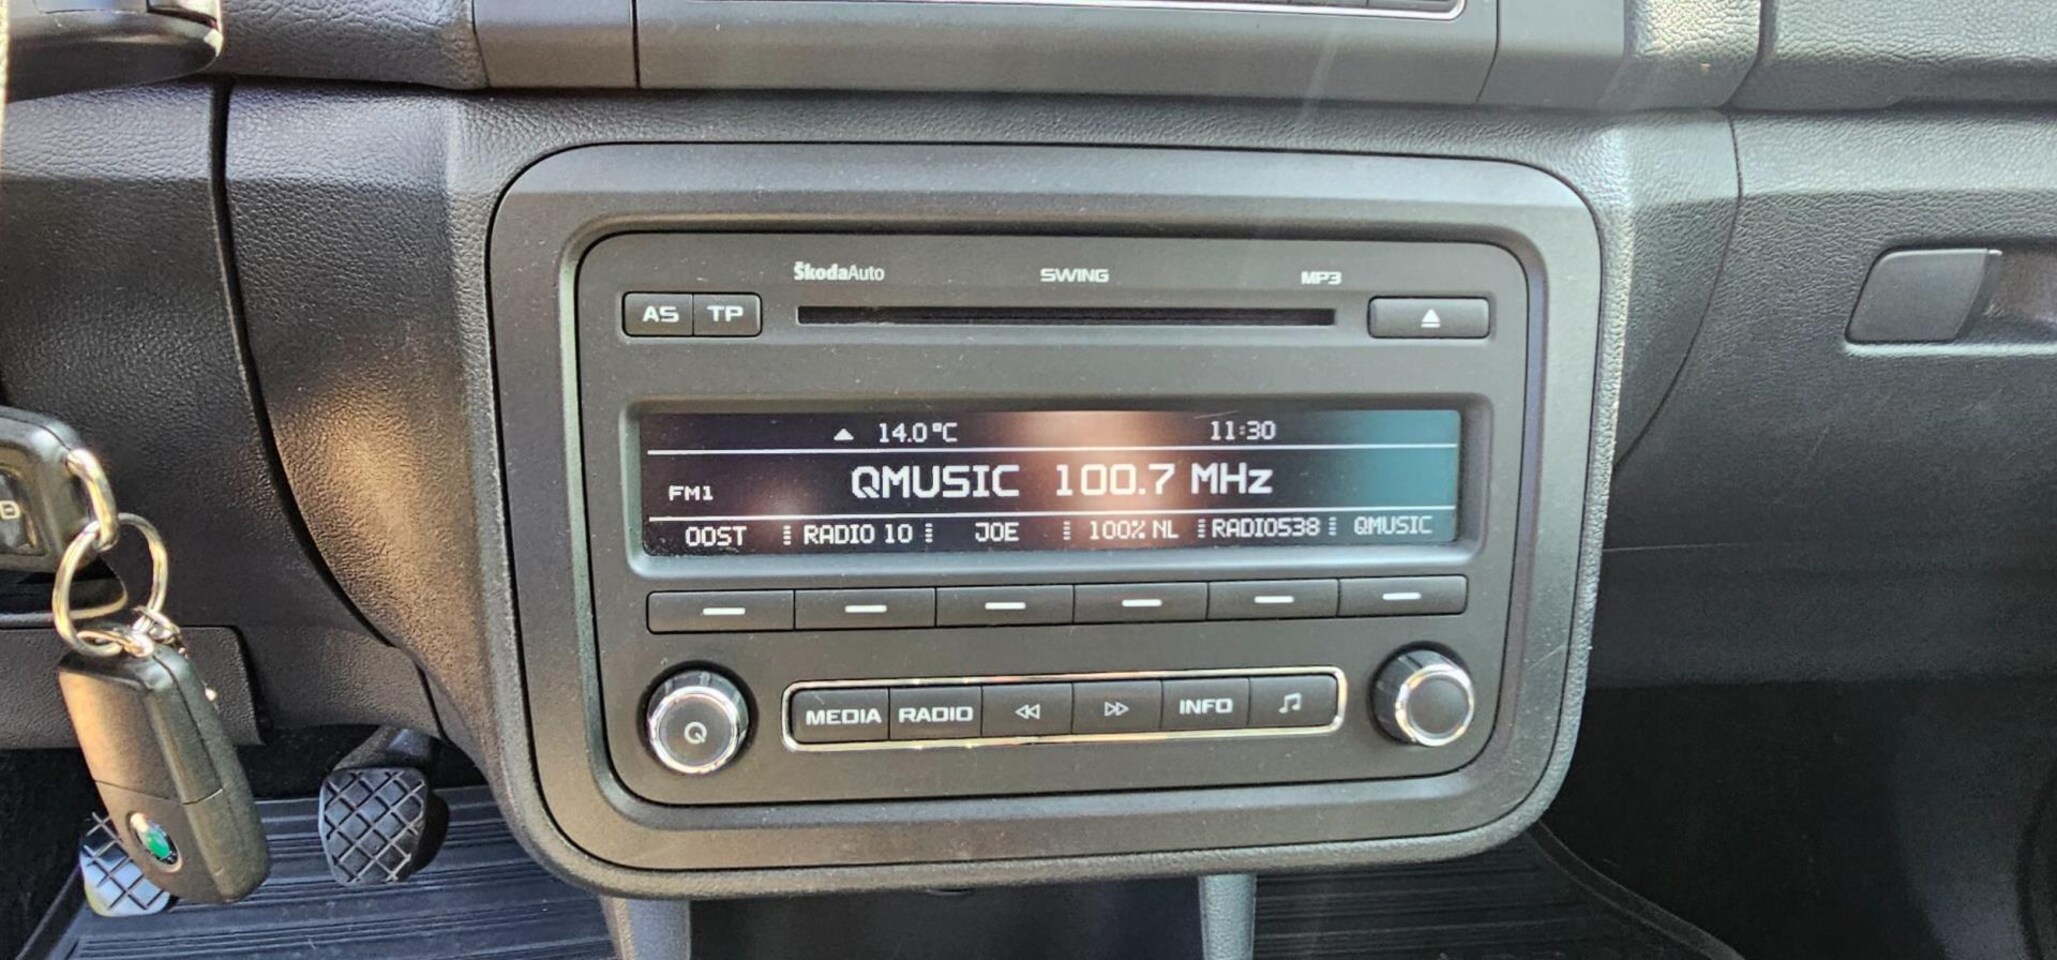 ŠkodaAuto SWING MP3
AS TP
14.0°C 11:30
FM1 QMUSIC 100.7 MHz
OOST RADIO 10 JOE 100% NL RADIO538 QMUSIC
MEDIA RADIO INFO